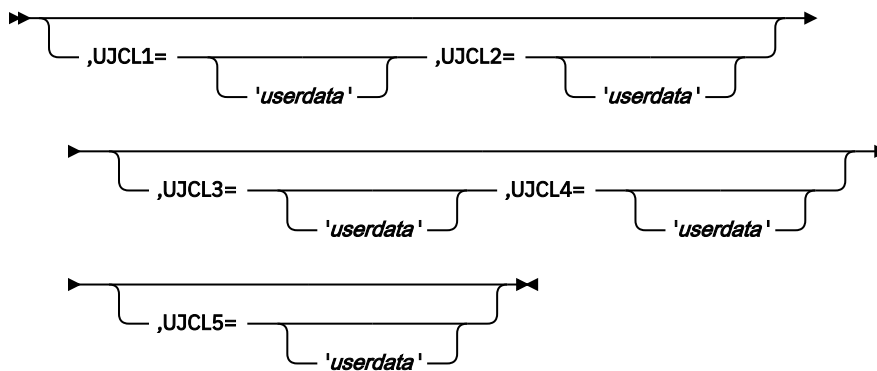 ,UJCL1= ,UJCL2=
'userdata' 'userdata'
,UJCL3= ,UJCL4=
'userdata' 'userdata'
,UJCL5=
'userdata'